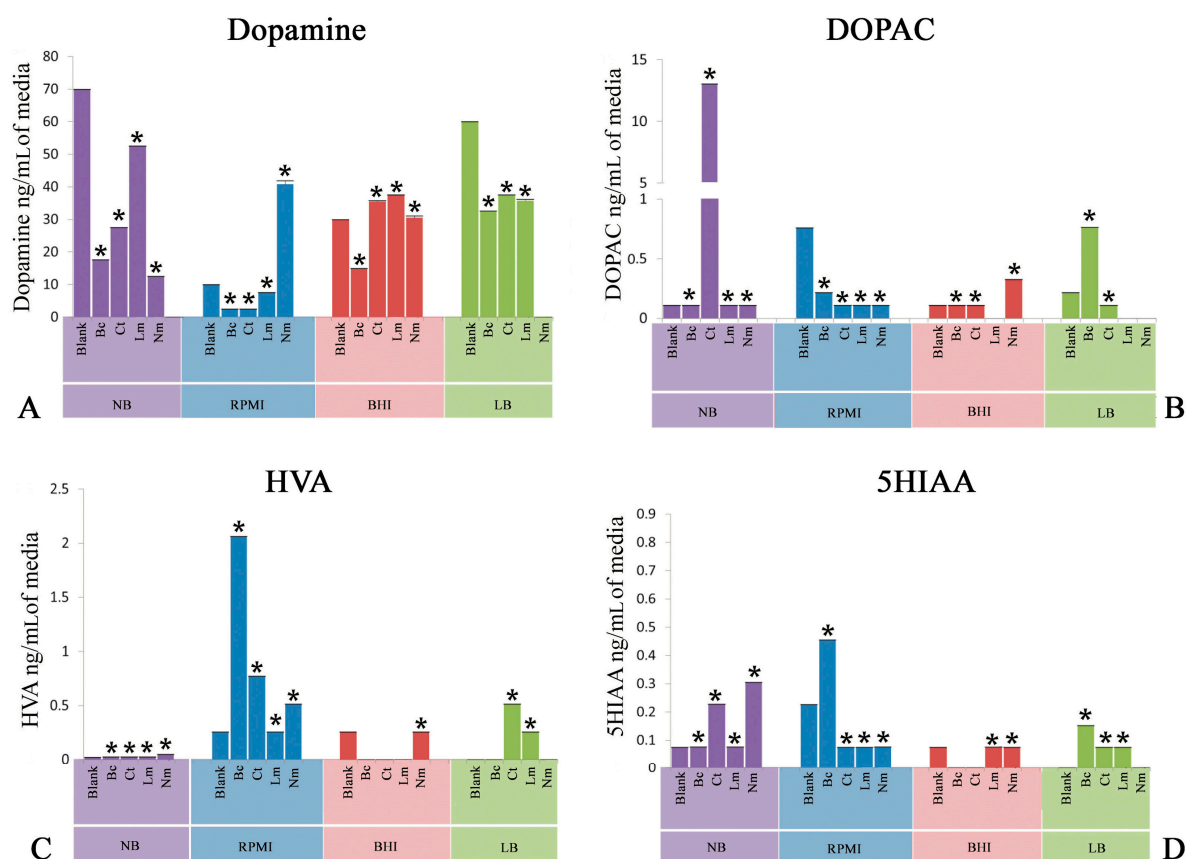 Dopamine
Dopamine ng/mLof media
80
70
60
50
40
30
20
10
0
* * * * * * * * * * * * * * *
Blank Bc Ct Lm Nm Blank Bc Ct Lm Nm Blank Bc Ct Lm Nm Blank Bc Ct Lm Nm
NB RPMI BHI LB
A
DOPAC
DOPAC ng/mL of media
15
10
5
1
0.5
0
* * * * * * * * * * * * *
Blank Bc Ct Lm Nm Blank Bc Ct Lm Nm Blank Bc Ct Lm Nm Blank Bc Ct Lm Nm
NB RPMI BHI LB
B
HVA
HVA ng/mLof media
2.5
2
1.5
1
0.5
0
* * * * * * * * * * *
Blank Bc Ct Lm Nm Blank Bc Ct Lm Nm Blank Bc Ct Lm Nm Blank Bc Ct Lm Nm
NB RPMI BHI LB
C
5HIAA
5HIAA ng/mL of media
0.9
0.8
0.7
0.6
0.5
0.4
0.3
0.2
0.1
0
* * * * * * * * * * * * *
Blank Bc Ct Lm Nm Blank Bc Ct Lm Nm Blank Bc Ct Lm Nm Blank Bc Ct Lm Nm
NB RPMI BHI LB
D